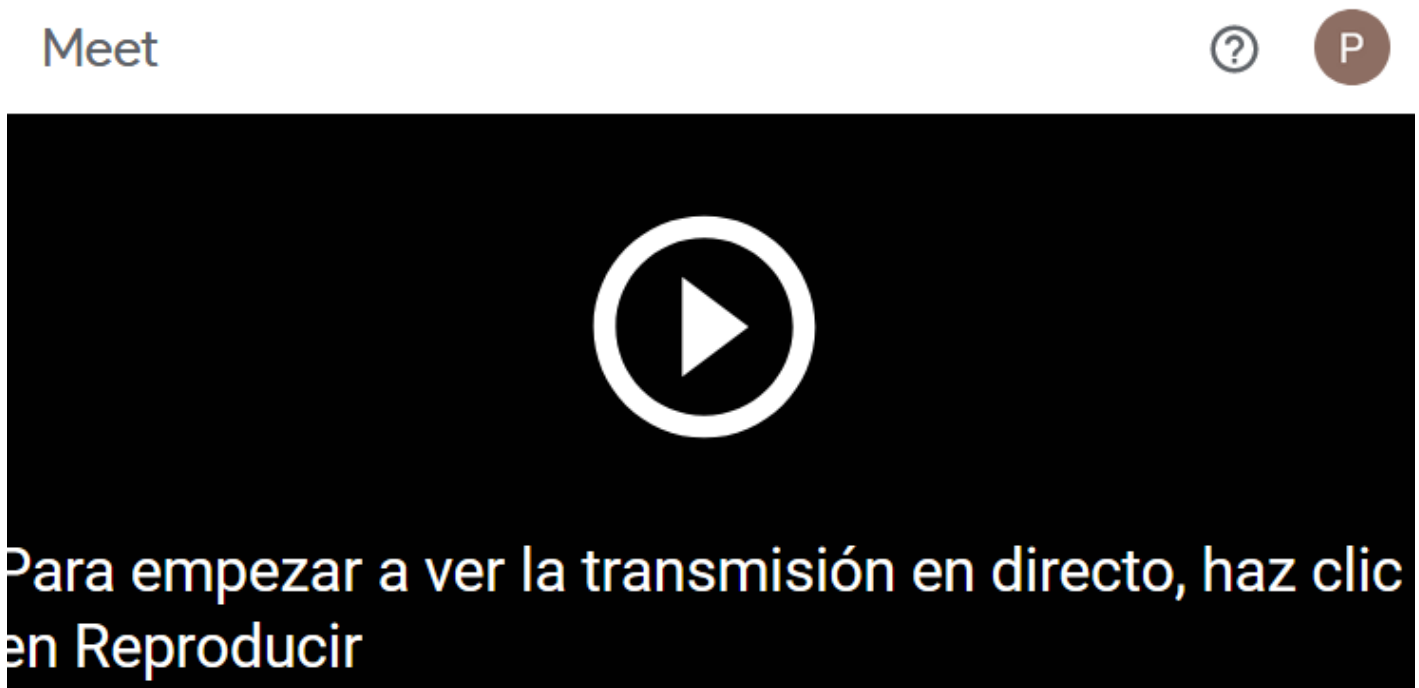 Meet
P
Para empezar a ver la transmisión en directo, haz clic
en Reproducir